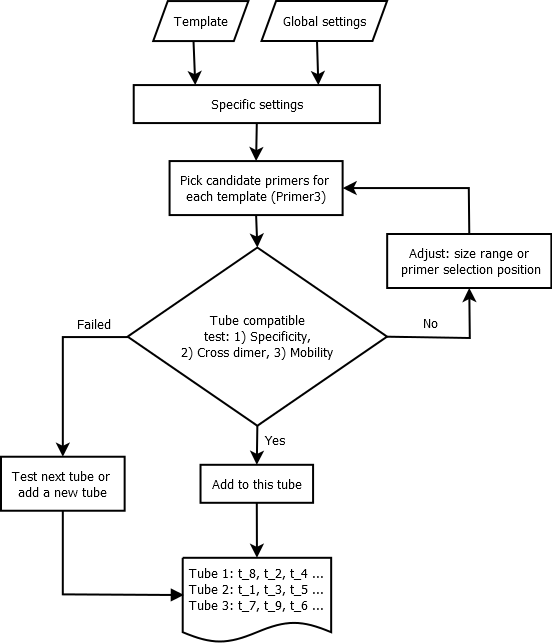 Template
Global settings
Specific settings
Pick candidate primers for
each template (Primer3)
Adjust: size range or
primer selection position
Tube compatible
test: 1) Specificity,
2) Cross dimer, 3) Mobility
Failed
No
Yes
Test next tube or
add a new tube
Add to this tube
Tube 1: t_8, t_2, t_4 ...
Tube 2: t_1, t_3, t_5 ...
Tube 3: t_7, t_9, t_6 ...